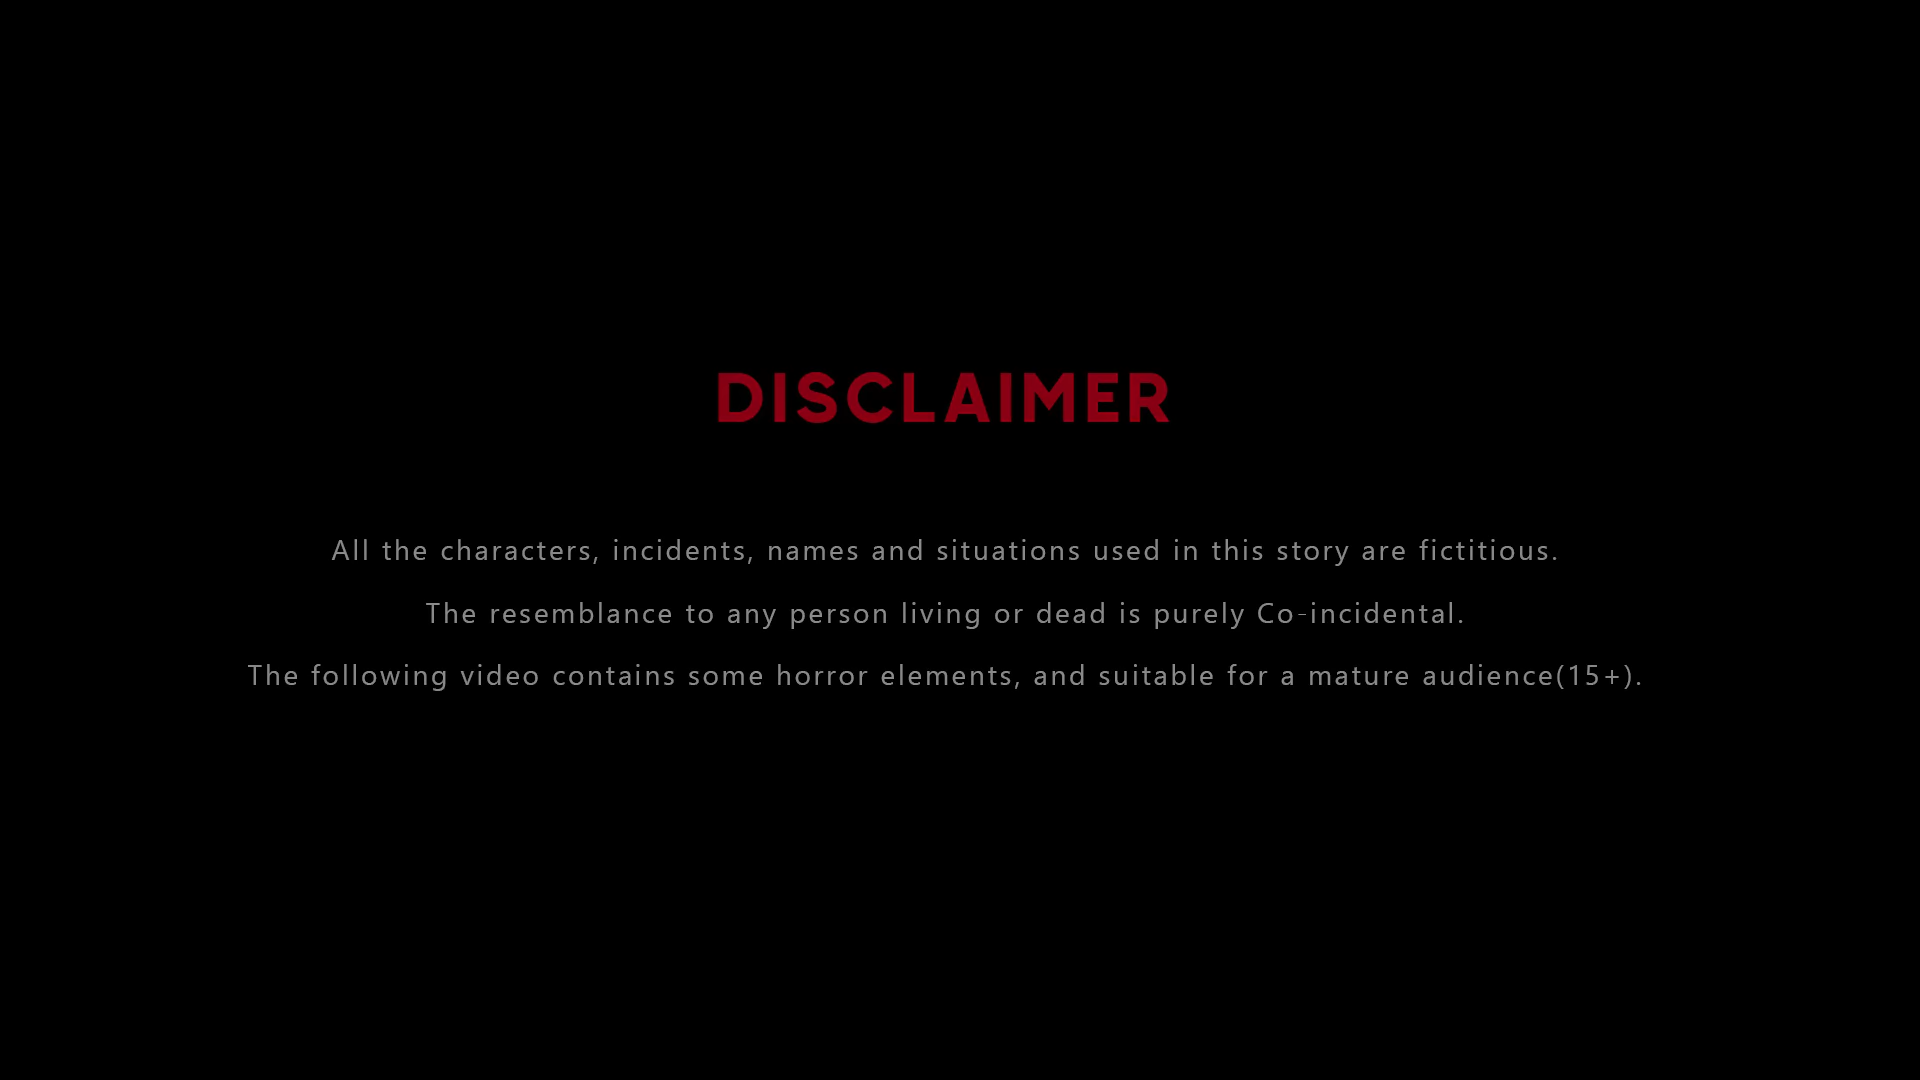 DISCLAIMER
All the characters, incidents, names and situations used in this story are fictitious.
The resemblance to any person living or dead is purely Co-incidental.
The following video contains some horror elements, and suitable for a mature audience(15+).